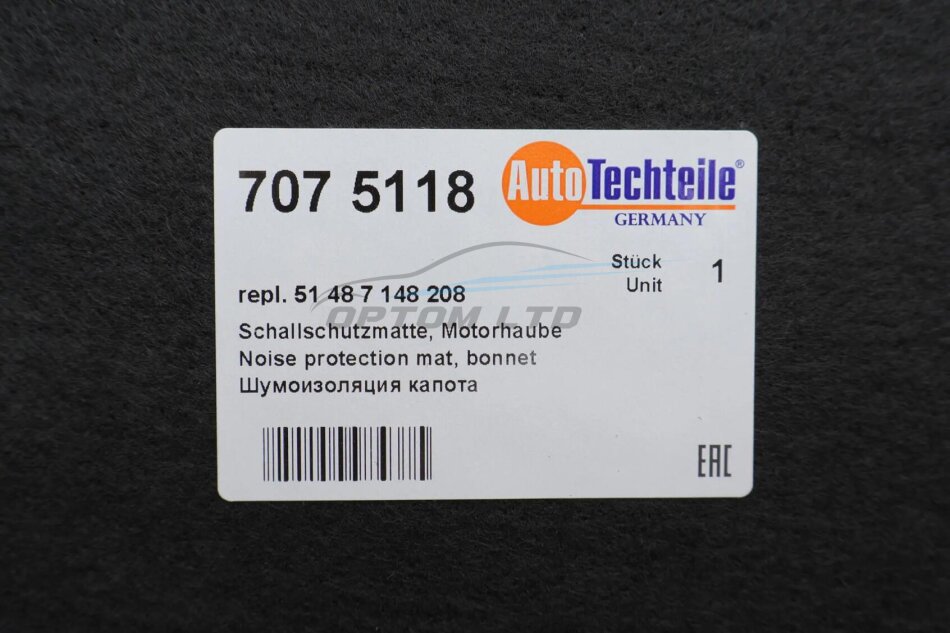 707 5118
AutoTechteile®
GERMANY
Stück 1
Unit
repl. 51 48 7 148 208
OPTOM LTD
Schallschutzmatte, Motorhaube
Noise protection mat, bonnet
Шумоизоляция капота
EAC